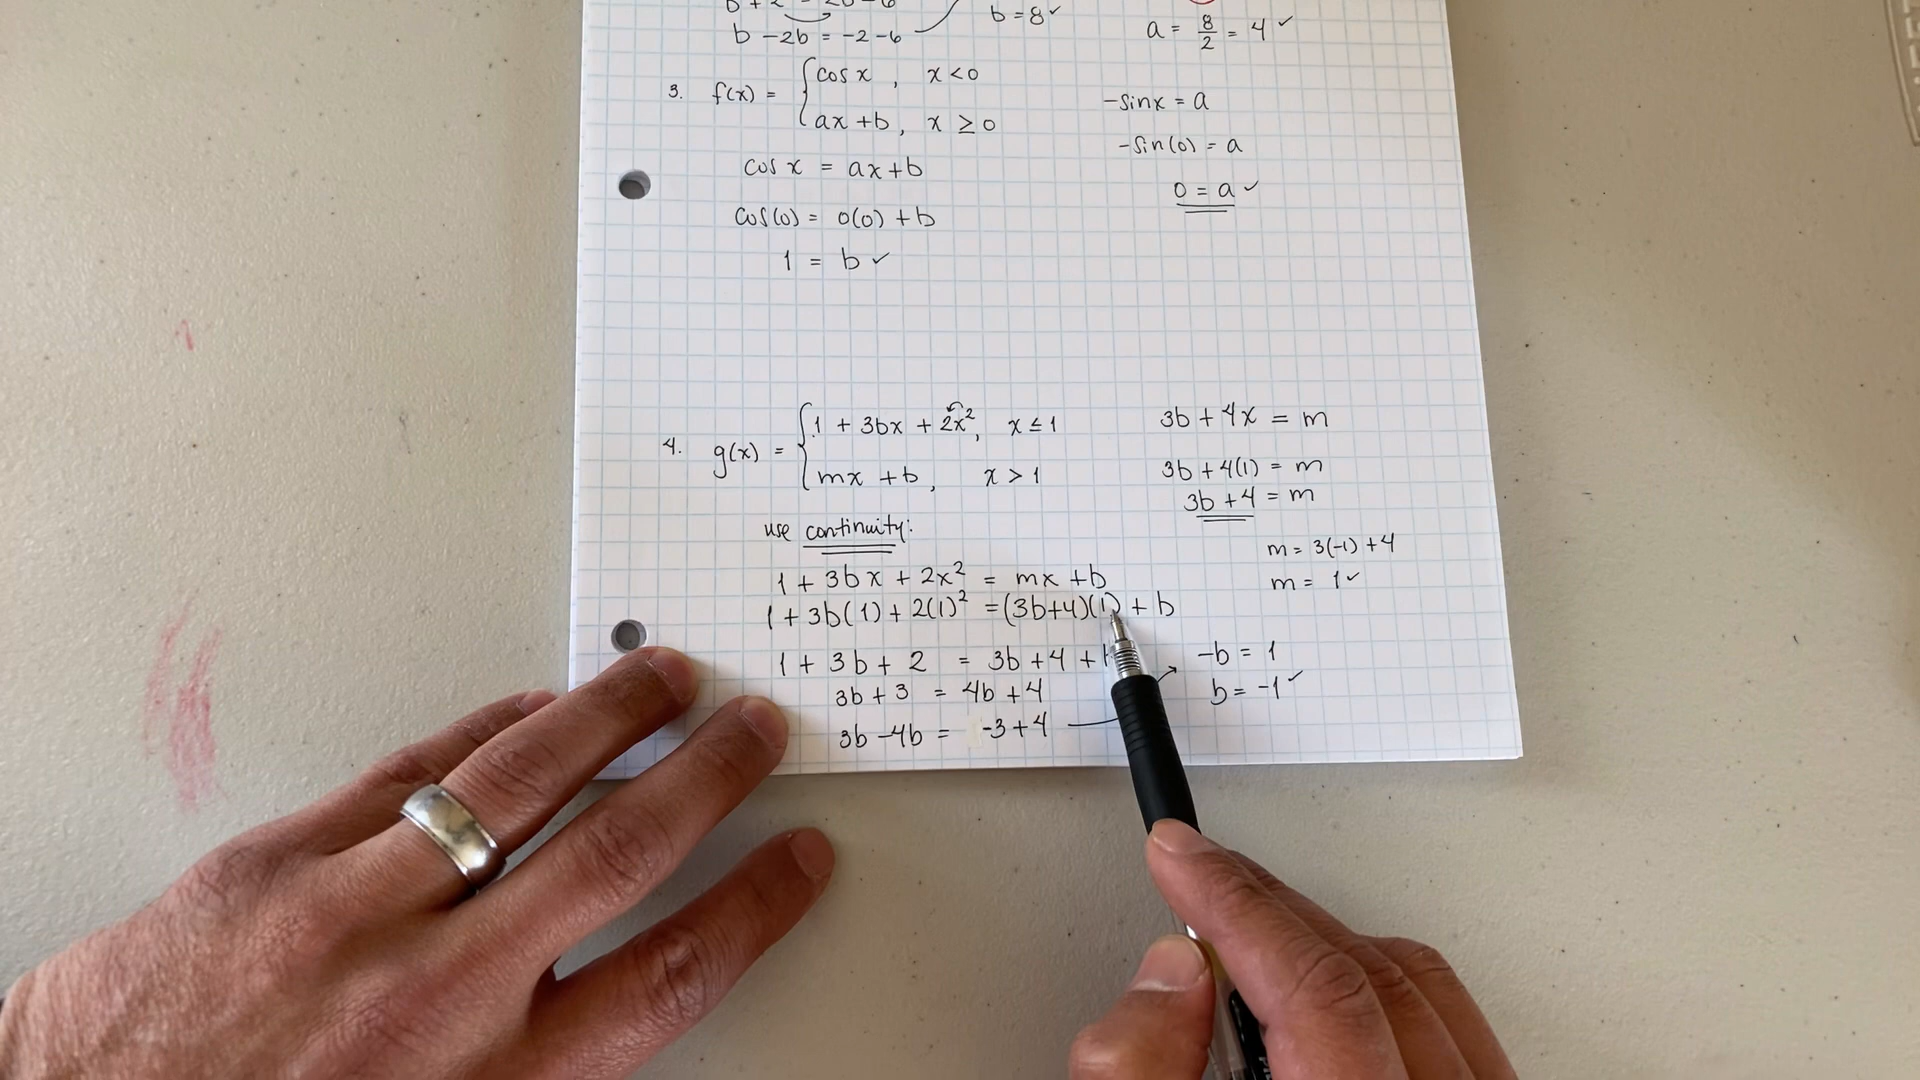 b - 2b = -2 - 6
b = 8 ✓
a = 8/2 = 4 ✓
3. f(x) = { cos x , x < 0
ax + b , x ≥ 0
cos x = ax + b
cos(0) = 0(0) + b
1 = b ✓
-sinx = a
-sin(0) = a
0 = a ✓
4. g(x) = { 1 + 3bx + 2x², x ≤ 1
mx + b , x > 1
use continuity:
1 + 3bx + 2x² = mx + b
1 + 3b(1) + 2(1)² = (3b+4)(1) + b
1 + 3b + 2 = 3b + 4 +
3b + 3 = 4b + 4
3b - 4b = -3 + 4
-b = 1
b = -1 ✓
3b + 4x = m
3b + 4(1) = m
3b + 4 = m
m = 3(-1) + 4
m = 1 ✓